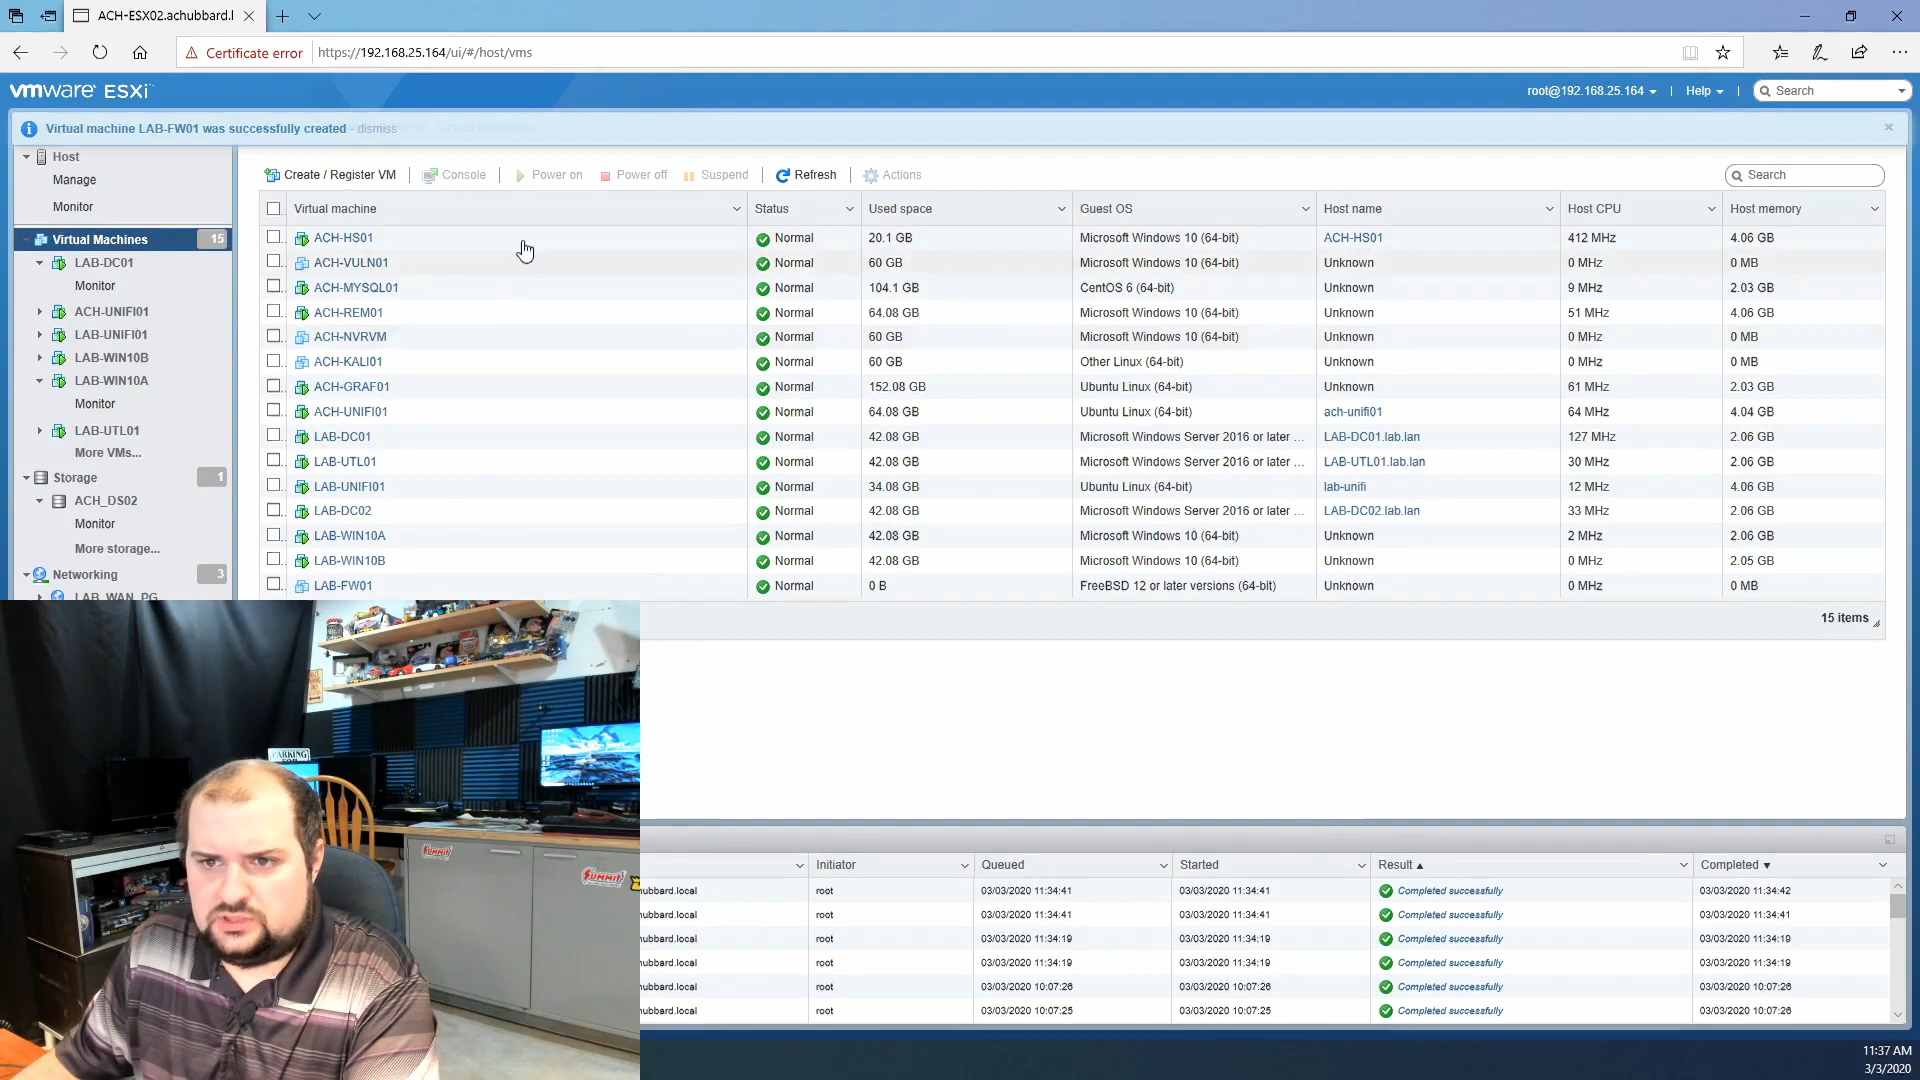 ACH-ESX02.achubbard.l
Certificate error
https://192.168.25.164/ui/#/host/vms
vmware ESXi
root@192.168.25.164
Help
Search
Virtual machine LAB-FW01 was successfully created - dismiss
Host
Manage
Monitor
Virtual Machines 15
LAB-DC01
Monitor
ACH-UNIFI01
LAB-UNIFI01
LAB-WIN10B
LAB-WIN10A
Monitor
LAB-UTL01
More VMs...
Storage 1
ACH_DS02
Monitor
More storage...
Networking 3
LAB_WAN_PG
Create / Register VM Console Power on Power off Suspend Refresh Actions Search
Virtual machine Status Used space Guest OS Host name Host CPU Host memory
ACH-HS01 Normal 20.1 GB Microsoft Windows 10 (64-bit) ACH-HS01 412 MHz 4.06 GB
ACH-VULN01 Normal 60 GB Microsoft Windows 10 (64-bit) Unknown 0 MHz 0 MB
ACH-MYSQL01 Normal 104.1 GB CentOS 6 (64-bit) Unknown 9 MHz 2.03 GB
ACH-REM01 Normal 64.08 GB Microsoft Windows 10 (64-bit) Unknown 51 MHz 4.06 GB
ACH-NVRVM Normal 60 GB Microsoft Windows 10 (64-bit) Unknown 0 MHz 0 MB
ACH-KALI01 Normal 60 GB Other Linux (64-bit) Unknown 0 MHz 0 MB
ACH-GRAF01 Normal 152.08 GB Ubuntu Linux (64-bit) Unknown 61 MHz 2.03 GB
ACH-UNIFI01 Normal 64.08 GB Ubuntu Linux (64-bit) ach-unifi01 64 MHz 4.04 GB
LAB-DC01 Normal 42.08 GB Microsoft Windows Server 2016 or later ... LAB-DC01.lab.lan 127 MHz 2.06 GB
LAB-UTL01 Normal 42.08 GB Microsoft Windows Server 2016 or later ... LAB-UTL01.lab.lan 30 MHz 2.06 GB
LAB-UNIFI01 Normal 34.08 GB Ubuntu Linux (64-bit) lab-unifi 12 MHz 4.06 GB
LAB-DC02 Normal 42.08 GB Microsoft Windows Server 2016 or later ... LAB-DC02.lab.lan 33 MHz 2.06 GB
LAB-WIN10A Normal 42.08 GB Microsoft Windows 10 (64-bit) Unknown 2 MHz 2.06 GB
LAB-WIN10B Normal 42.08 GB Microsoft Windows 10 (64-bit) Unknown 0 MHz 2.05 GB
LAB-FW01 Normal 0 B FreeBSD 12 or later versions (64-bit) Unknown 0 MHz 0 MB
15 items
Initiator Queued Started Result Completed
hubbard.local root 03/03/2020 11:34:41 03/03/2020 11:34:41 Completed successfully 03/03/2020 11:34:42
hubbard.local root 03/03/2020 11:34:41 03/03/2020 11:34:41 Completed successfully 03/03/2020 11:34:41
hubbard.local root 03/03/2020 11:34:19 03/03/2020 11:34:19 Completed successfully 03/03/2020 11:34:19
hubbard.local root 03/03/2020 11:34:19 03/03/2020 11:34:19 Completed successfully 03/03/2020 11:34:19
hubbard.local root 03/03/2020 10:07:26 03/03/2020 10:07:26 Completed successfully 03/03/2020 10:07:26
hubbard.local root 03/03/2020 10:07:25 03/03/2020 10:07:25 Completed successfully 03/03/2020 10:07:26
SUMMIT
SUMMIT
11:37 AM
3/3/2020